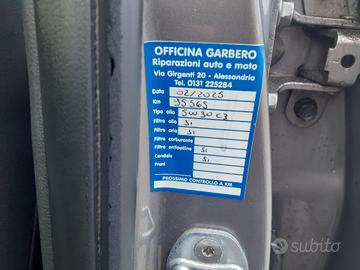 OFFICINA GARBERO
Riparazioni auto e moto
Via Girgenti 20 - Alessandria
Tel. 0131 225284
Data 02/2025
Km 95565
Tipo olio 5W30 C3
Filtro olio Si
Filtro aria Si
Filtro carburante
Filtro antipolline Si
Candele Si
Freni
PROSSIMO CONTROLLO A KM
subito